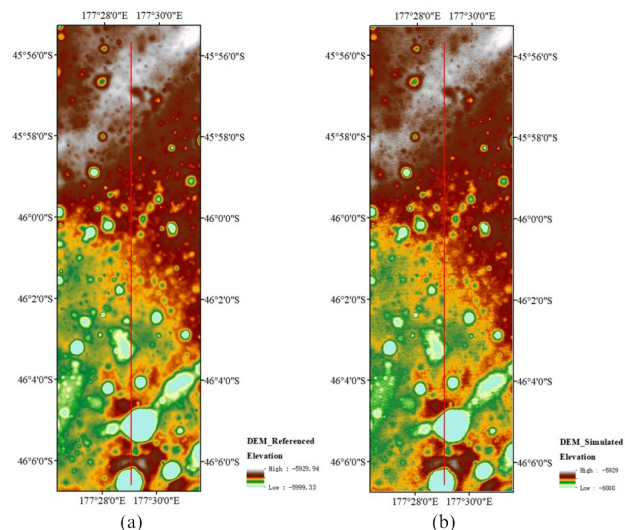 177°28'0"E 177°30'0"E
177°28'0"E 177°30'0"E
45°56'0"S
45°56'0"S
45°56'0"S
45°56'0"S
45°58'0"S
45°58'0"S
45°58'0"S
45°58'0"S
46°0'0"S
46°0'0"S
46°0'0"S
46°0'0"S
46°2'0"S
46°2'0"S
46°2'0"S
46°2'0"S
46°4'0"S
46°4'0"S
46°4'0"S
46°4'0"S
46°6'0"S
46°6'0"S
46°6'0"S
46°6'0"S
DEM_Referenced
Elevation
High : -5929.94
Low : -5999.33
DEM_Simulated
Elevation
High : -5929
Low : -6000
177°28'0"E 177°30'0"E
177°28'0"E 177°30'0"E
(a)
(b)